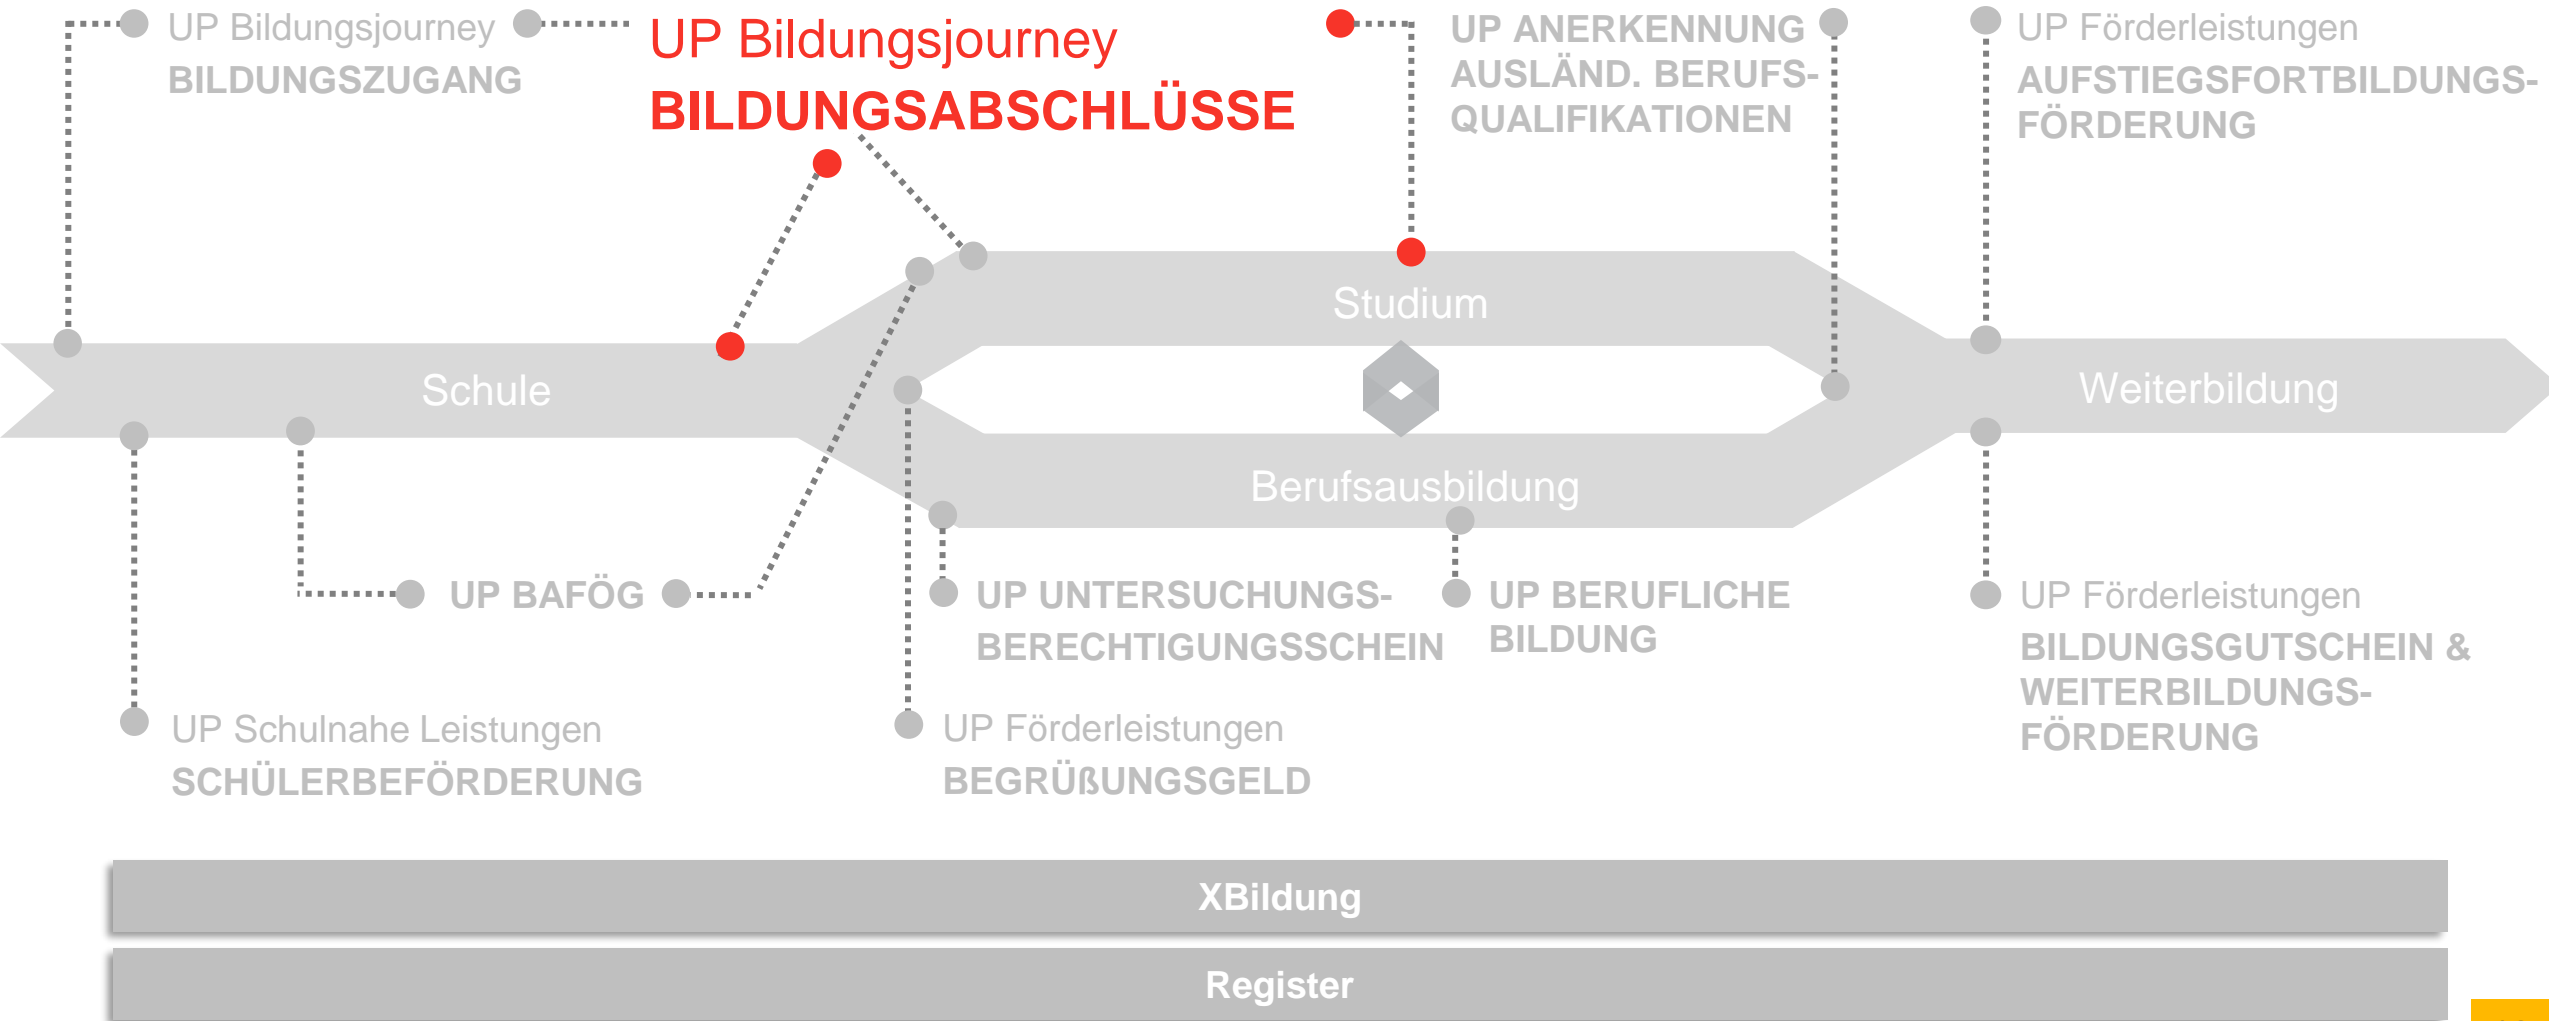 UP Bildungsjourney
BILDUNGSZUGANG
UP Bildungsjourney
BILDUNGSABSCHLÜSSE
UP ANERKENNUNG
AUSLÄND. BERUFS-
QUALIFIKATIONEN
UP Förderleistungen
AUFSTIEGSFORTBILDUNGS-
FÖRDERUNG
Schule
Studium
Berufsausbildung
Weiterbildung
UP BAFÖG
UP UNTERSUCHUNGS-
BERECHTIGUNGSSCHEIN
UP BERUFLICHE
BILDUNG
UP Förderleistungen
BILDUNGSGUTSCHEIN &
WEITERBILDUNGS-
FÖRDERUNG
UP Schulnahe Leistungen
SCHÜLERBEFÖRDERUNG
UP Förderleistungen
BEGRÜßUNGSGELD
XBildung
Register